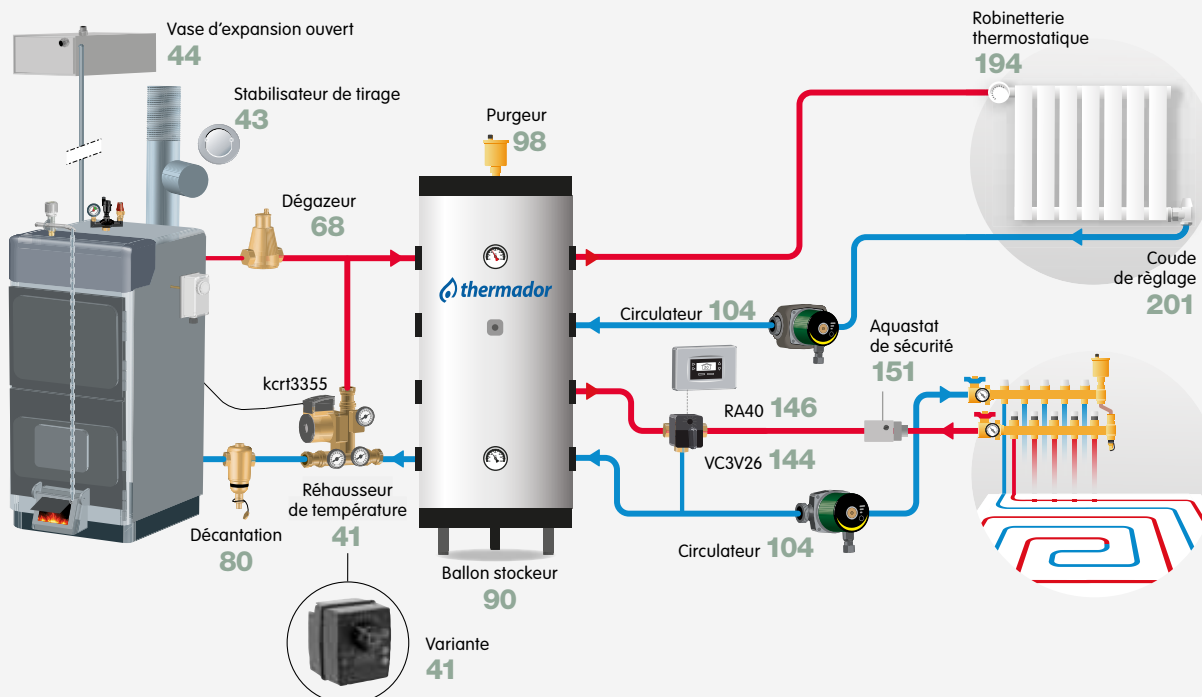 Vase d'expansion ouvert
44
Stabilisateur de tirage
43
Purgeur
98
Robinetterie
thermostatique
194
Dégazeur
68
thermador
Coude
de règlage
201
Circulateur 104
Aquastat
de sécurité
151
kcrt3355
RA40 146
VC3V26 144
Réhausseur
de température
41
Décantation
80
Circulateur 104
Ballon stockeur
90
Variante
41